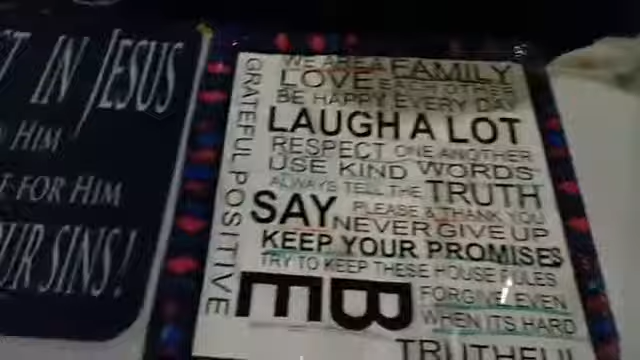 T IN JESUS
HIM
T FOR HIM
UR SINS!
GRATEFUL POSITIVE
WE ARE A FAMILY
LOVE EACH OTHER
BE HAPPY EVERY DAY
LAUGH A LOT
RESPECT ONE ANOTHER
USE KIND WORDS
ALWAYS TELL THE TRUTH
SAY PLEASE & THANK YOU
NEVER GIVE UP
KEEP YOUR PROMISES
TRY TO KEEP THESE HOUSE RULES
BE
FORGIVE EVEN
WHEN ITS HARD
TRUTHFUL